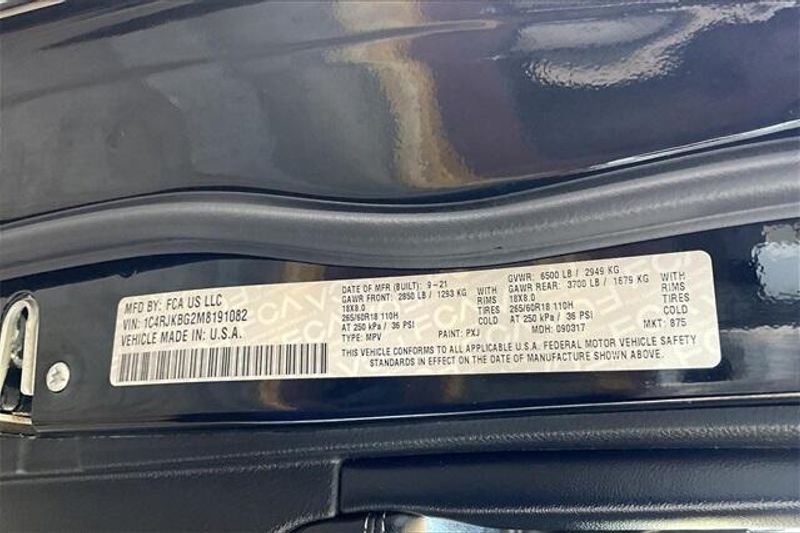 MFD BY: FCA US LLC
VIN: 1C4RJKBG2M8191082
VEHICLE MADE IN: U.S.A.
DATE OF MFR (BUILT): 9-21
GAWR FRONT: 2850 LB / 1293 KG
WITH
18X8.0
RIMS
265/60R18 110H
AT 250 kPa / 36 PSI
COLD
TYPE: MPV
PAINT: PXJ
GVWR: 6500 LB / 2949 KG
GAWR REAR: 3700 LB / 1679 KG
WITH
18X8.0
RIMS
265/60R18 110H
AT 250 kPa / 36 PSI
COLD
MDH: 090317
MKT: 875
THIS VEHICLE CONFORMS TO ALL APPLICABLE U.S.A. FEDERAL MOTOR VEHICLE SAFETY
STANDARDS IN EFFECT ON THE DATE OF MANUFACTURE SHOWN ABOVE.